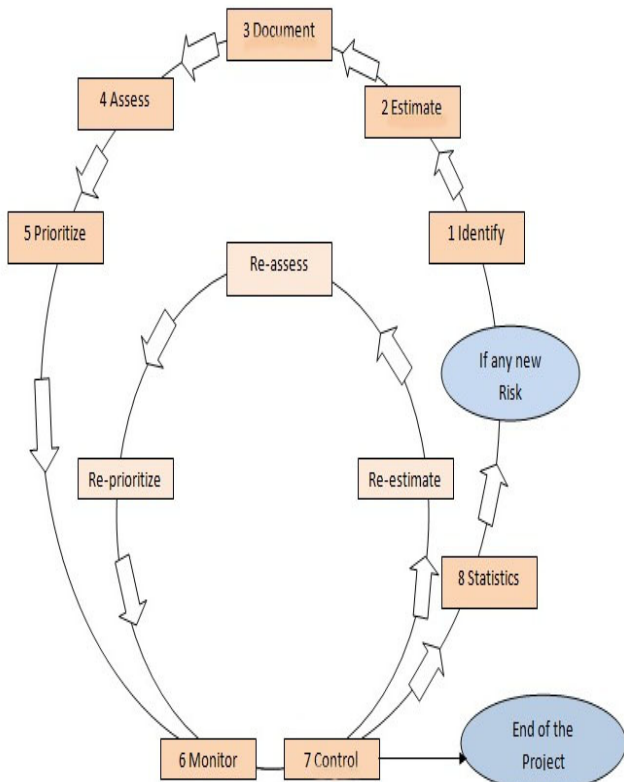 3 Document
4 Assess
2 Estimate
5 Prioritize
1 Identify
Re-assess
If any new
Risk
Re-prioritize
Re-estimate
8 Statistics
6 Monitor
7 Control
End of the
Project